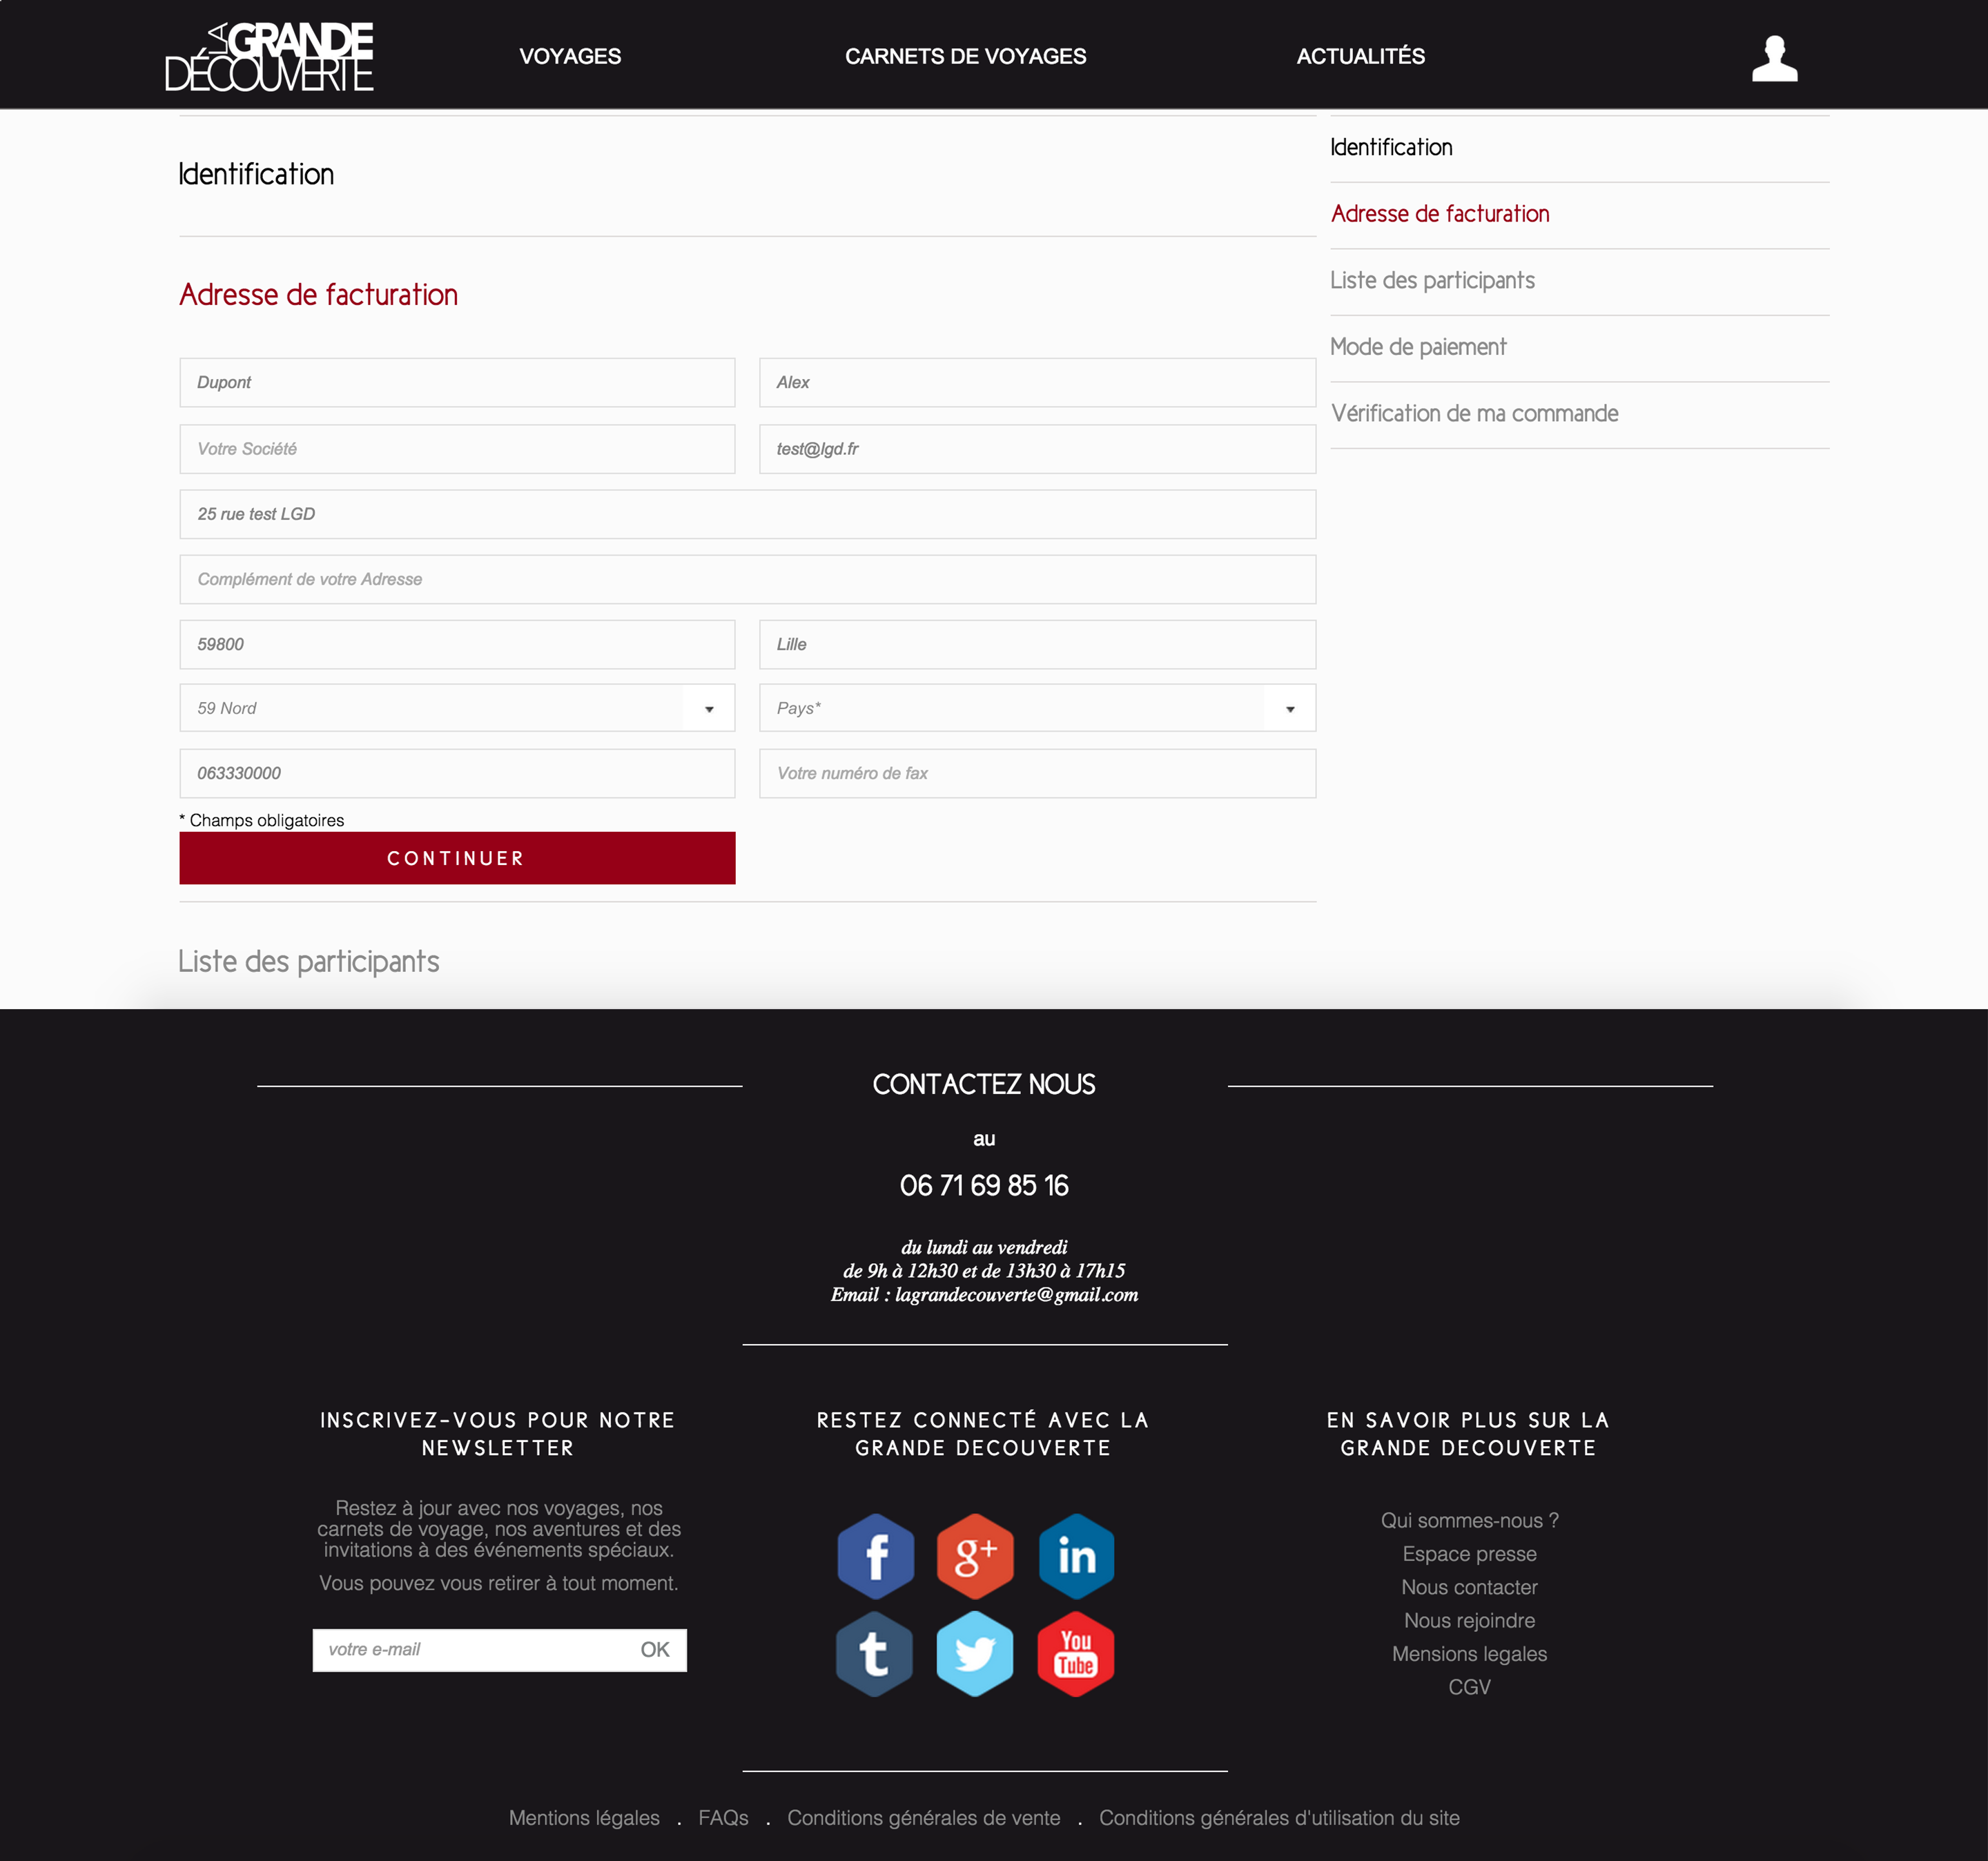 LA GRANDE
DÉCOUVERTE
VOYAGES
CARNETS DE VOYAGES
ACTUALITÉS
Identification
Adresse de facturation
Dupont
Alex
Votre Société
test@lgd.fr
25 rue test LGD
Complément de votre Adresse
59800
Lille
59 Nord
Pays*
063330000
Votre numéro de fax
* Champs obligatoires
CONTINUER
Liste des participants
Identification
Adresse de facturation
Liste des participants
Mode de paiement
Vérification de ma commande
CONTACTEZ NOUS
au
06 71 69 85 16
du lundi au vendredi
de 9h à 12h30 et de 13h30 à 17h15
Email : lagrandecouverte@gmail.com
INSCRIVEZ-VOUS POUR NOTRE
NEWSLETTER
Restez à jour avec nos voyages, nos
carnets de voyage, nos aventures et des
invitations à des événements spéciaux.
Vous pouvez vous retirer à tout moment.
votre e-mail
OK
RESTEZ CONNECTÉ AVEC LA
GRANDE DECOUVERTE
f
g+
in
t
You
Tube
EN SAVOIR PLUS SUR LA
GRANDE DECOUVERTE
Qui sommes-nous ?
Espace presse
Nous contacter
Nous rejoindre
Mensions legales
CGV
Mentions légales . FAQs . Conditions générales de vente . Conditions générales d'utilisation du site